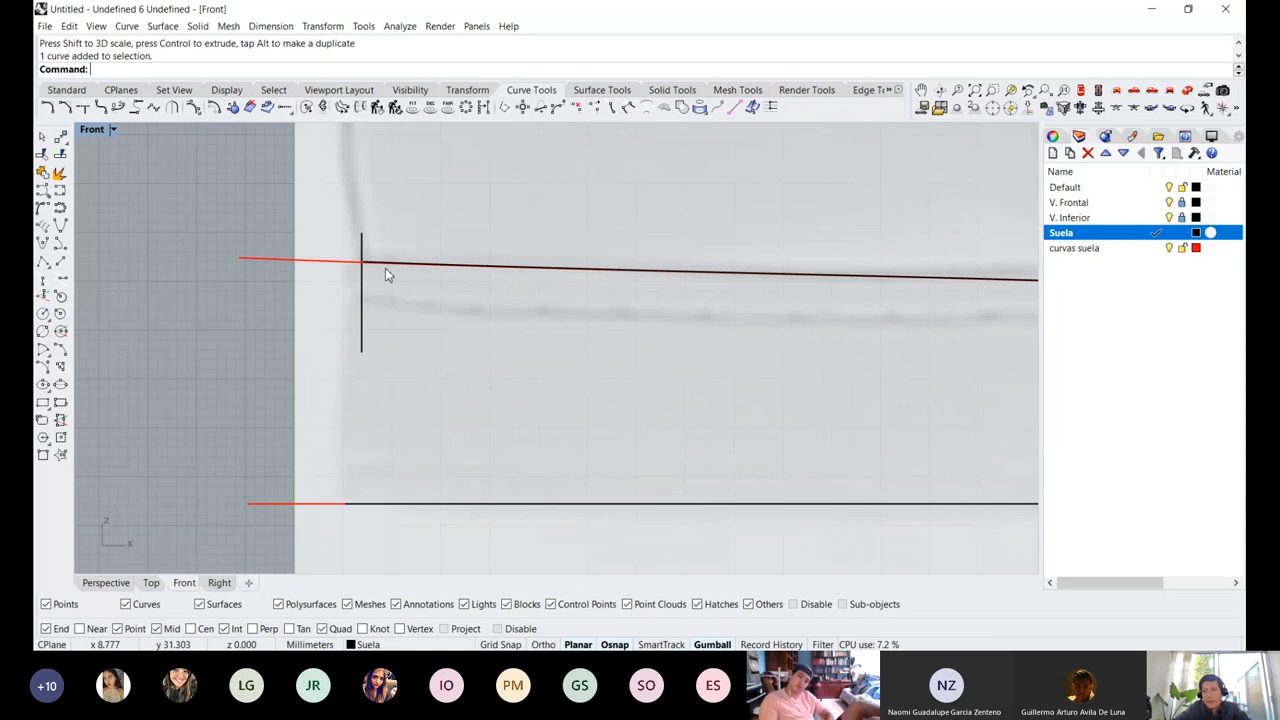 Untitled - Undefined 6 Undefined - [Front]
File Edit View Curve Surface Solid Mesh Dimension Transform Tools Analyze Render Panels Help
Press Shift to 3D scale, press Control to extrude, tap Alt to make a duplicate
1 curve added to selection.
Command:
Standard CPlanes Set View Display Select Viewport Layout Visibility Transform Curve Tools Surface Tools Solid Tools Mesh Tools Render Tools Edge T
Front
Name Material
Default
V. Frontal
V. Inferior
Suela
curvas suela
z
x
Perspective Top Front Right
Points Curves Surfaces Polysurfaces Meshes Annotations Lights Blocks Control Points Point Clouds Hatches Others Disable Sub-objects
End Near Point Mid Cen Int Perp Tan Quad Knot Vertex Project Disable
CPlane x 8.777 y 31.303 z 0.000 Millimeters Suela Grid Snap Ortho Planar Osnap SmartTrack Gumball Record History Filter CPU use: 7.2 %
+10 LG JR IO PM GS SO ES NZ
Naomi Guadalupe Garcia Zenteno Guillermo Arturo Avila De Luna